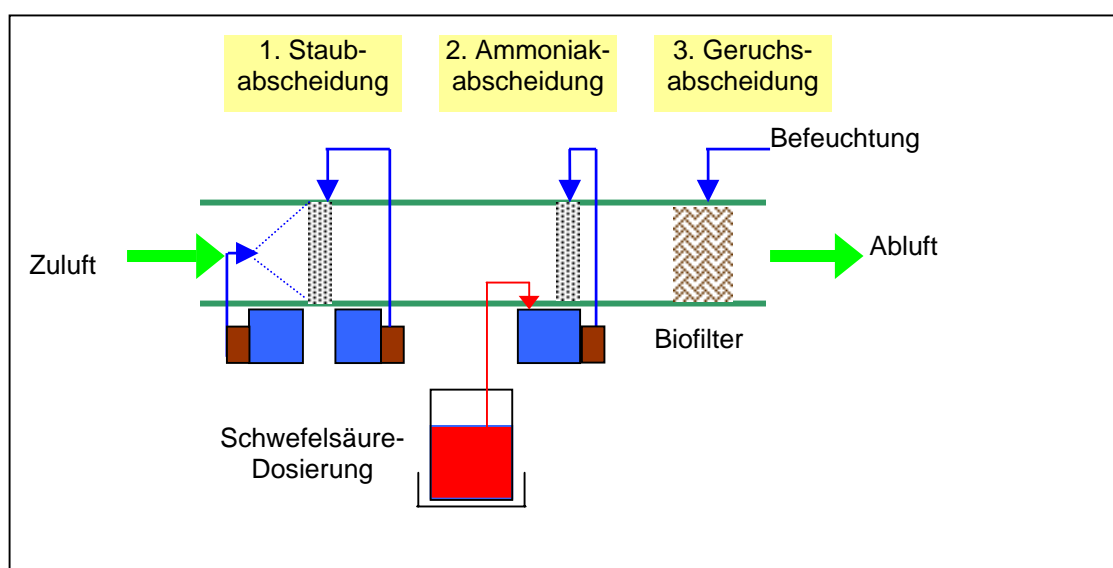 1. Staub-
abscheidung
2. Ammoniak-
abscheidung
3. Geruchs-
abscheidung
Befeuchtung
Zuluft
Abluft
Biofilter
Schwefelsäure-
Dosierung